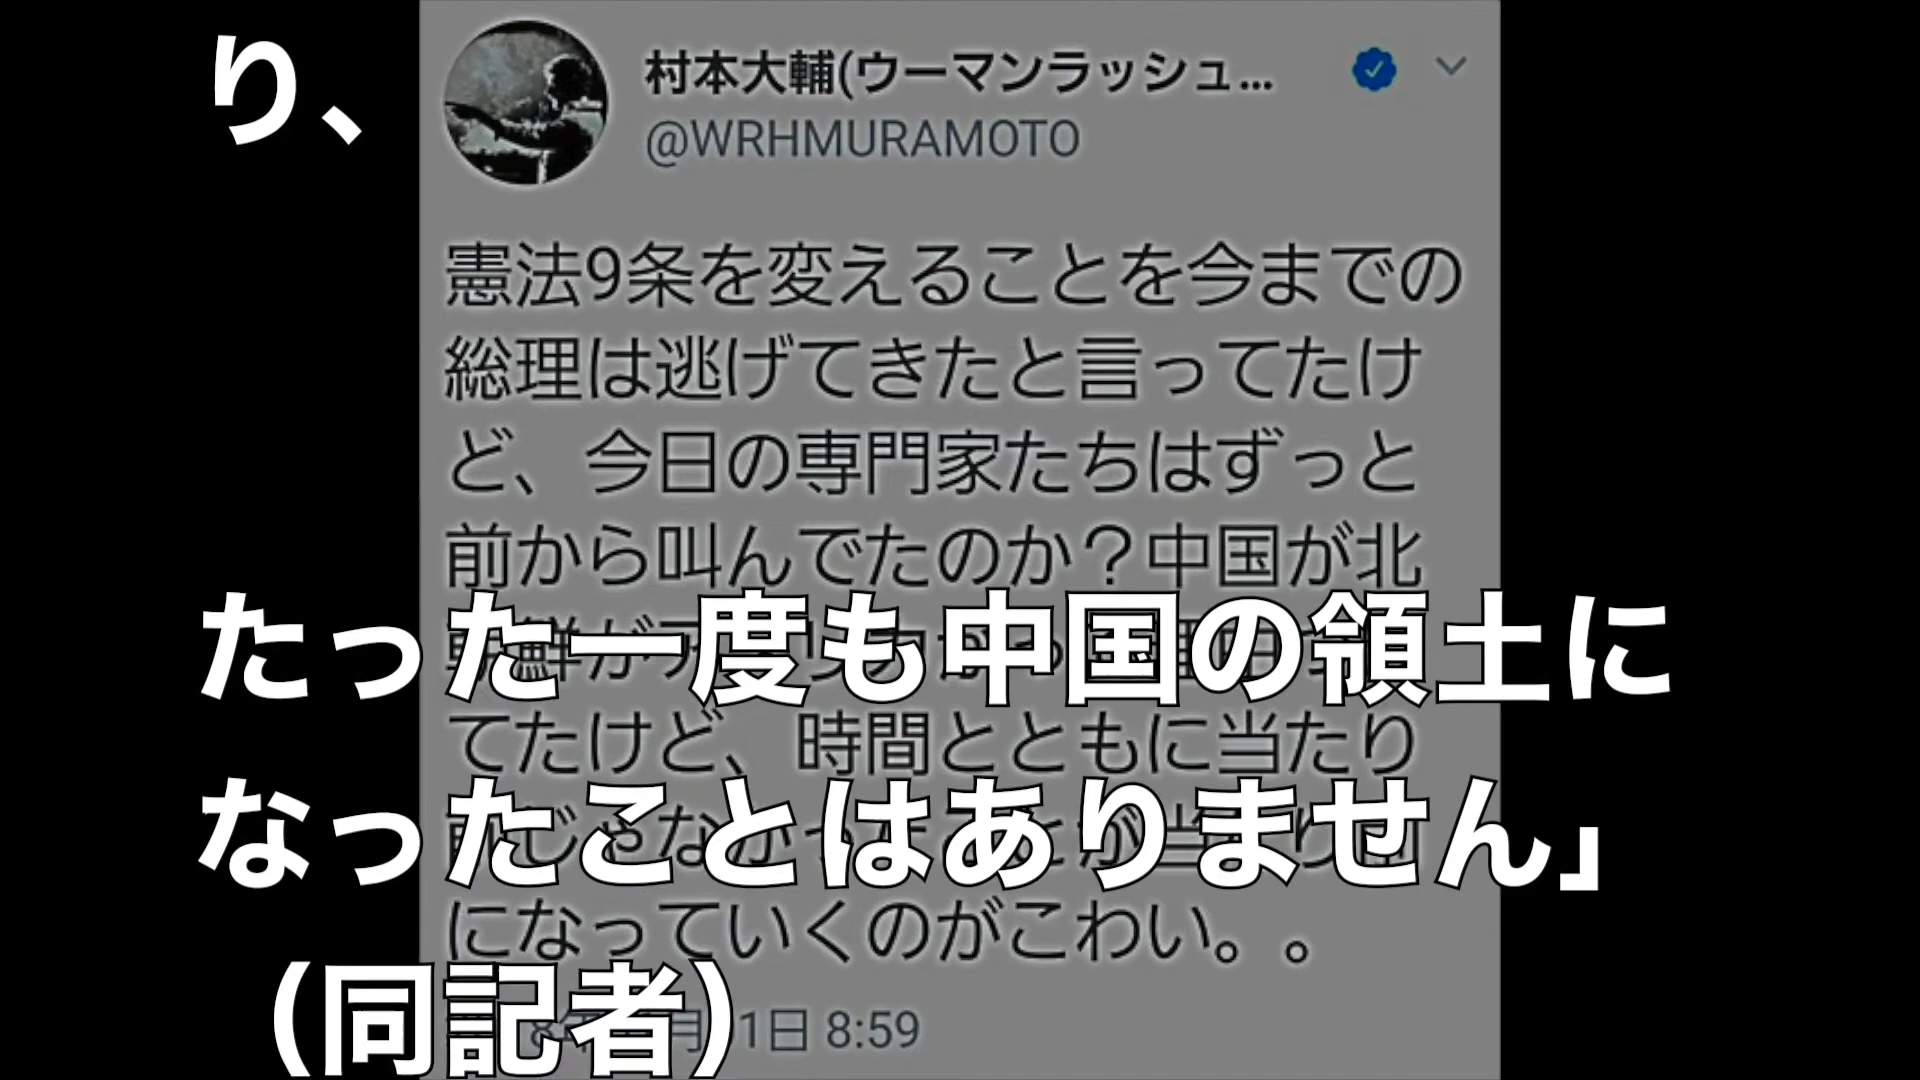 り、
村本大輔(ウーマンラッシュ...
@WRHMURAMOTO
憲法9条を変えることを今までの
総理は逃げてきたと言ってたけ
ど、今日の専門家たちはずっと
前から叫んでたのか？中国が北
たった一度も中国の領土に
てたけど、時間とともに当たり
なったことはありません」
になっていくのがこわい。。
（同記者）
1日 8:59